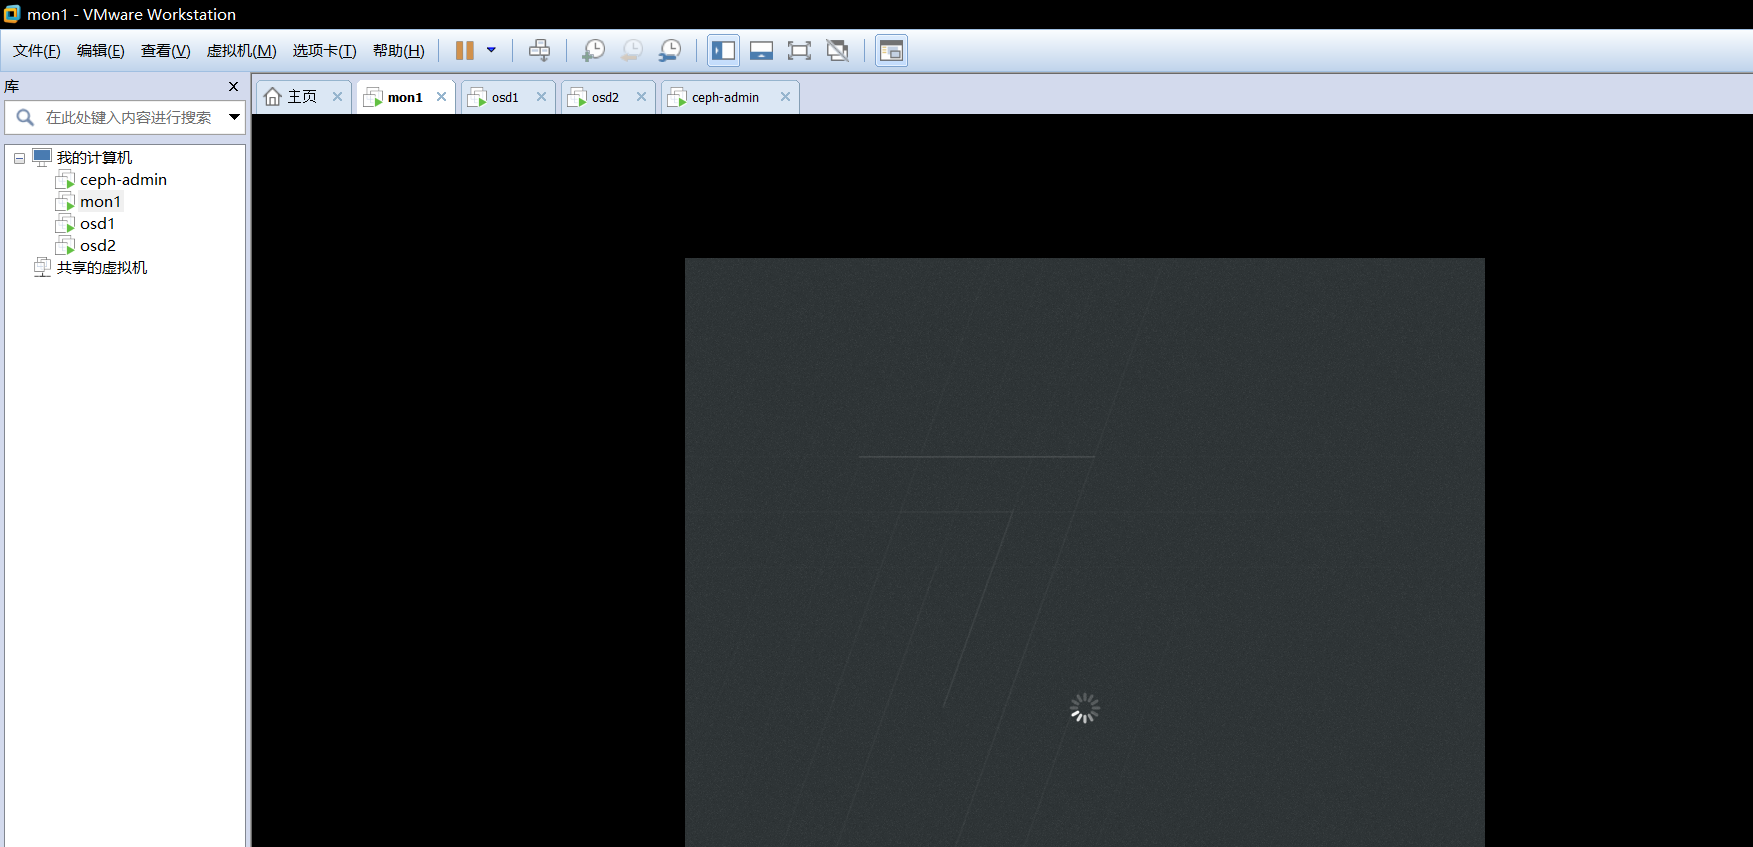 mon1 - VMware Workstation
文件(F) 编辑(E) 查看(V) 虚拟机(M) 选项卡(T) 帮助(H)
库
在此处键入内容进行搜索
主页 mon1 osd1 osd2 ceph-admin
我的计算机
ceph-admin
mon1
osd1
osd2
共享的虚拟机